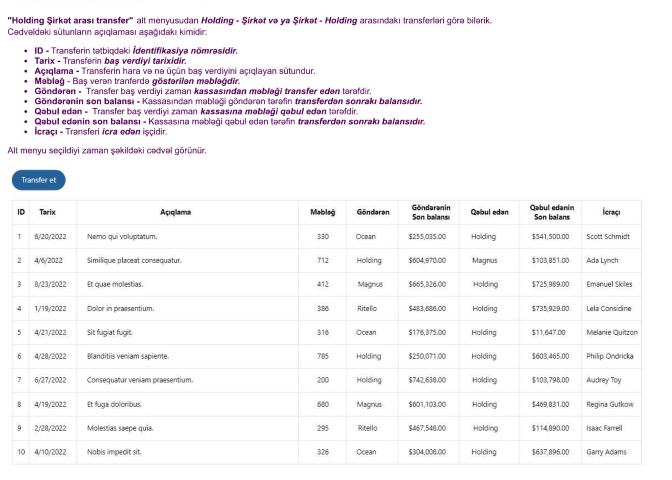 "Holding Şirkət arası transfer" alt menyusudan Holding - Şirkət və ya Şirkət - Holding arasındakı transferləri görə bilərik.
Cədvəldəki sütunların açıqlaması aşağıdakı kimidir:
• ID - Transferin tətbiqdəki İdentifikasiya nömrəsidir.
• Tarix - Transferin baş verdiyi tarixidir.
• Açıqlama - Transferin hara və nə üçün baş verdiyini açıqlayan sütundur.
• Məbləğ - Baş verən tranferdə göstərilən məbləğdir.
• Göndərən - Transfer baş verdiyi zaman kassasından məbləği transfer edən tərəfdir.
• Göndərənin son balansı - Kassasından məbləği göndərən tərəfin transferdən sonrakı balansıdır.
• Qəbul edən - Transfer baş verdiyi zaman kassasına məbləği qəbul edən tərəfdir.
• Qəbul edənin son balansı - Kassasına məbləği qəbul edən tərəfin transferdən sonrakı balansıdır.
• İcraçı - Transferi icra edən işçidir.
Alt menyu seçildiyi zaman şəkildəki cədvəl görünür.
Transfer et
ID Tarix Açıqlama Məbləğ Göndərən Göndərənin Son balansı Qəbul edən Qəbul edənin Son balans İcraçı
1 6/20/2022 Nemo qui voluptatum. 330 Ocean $255,035.00 Holding $541,500.00 Scott Schmidt
2 4/6/2022 Similique placeat consequatur. 712 Holding $604,970.00 Magnus $103,851.00 Ada Lynch
3 8/23/2022 Et quae molestias. 412 Magnus $665,326.00 Holding $725,989.00 Emanuel Skiles
4 1/19/2022 Dolor in praesentium. 386 Ritello $483,686.00 Holding $735,929.00 Lela Considine
5 4/21/2022 Sit fugiat fugit. 316 Ocean $176,375.00 Holding $11,647.00 Melanie Quitzon
6 4/28/2022 Blanditiis veniam sapiente. 785 Holding $250,071.00 Holding $603,465.00 Philip Ondricka
7 6/27/2022 Consequatur veniam praesentium. 200 Holding $742,638.00 Holding $103,798.00 Audrey Toy
8 4/19/2022 Et fuga doloribus. 680 Magnus $601,103.00 Holding $469,831.00 Regina Gutkow
9 2/28/2022 Molestias saepe quia. 295 Ritello $467,548.00 Holding $114,890.00 Isaac Farrell
10 4/10/2022 Nobis impedit sit. 326 Ocean $304,008.00 Holding $637,896.00 Garry Adams